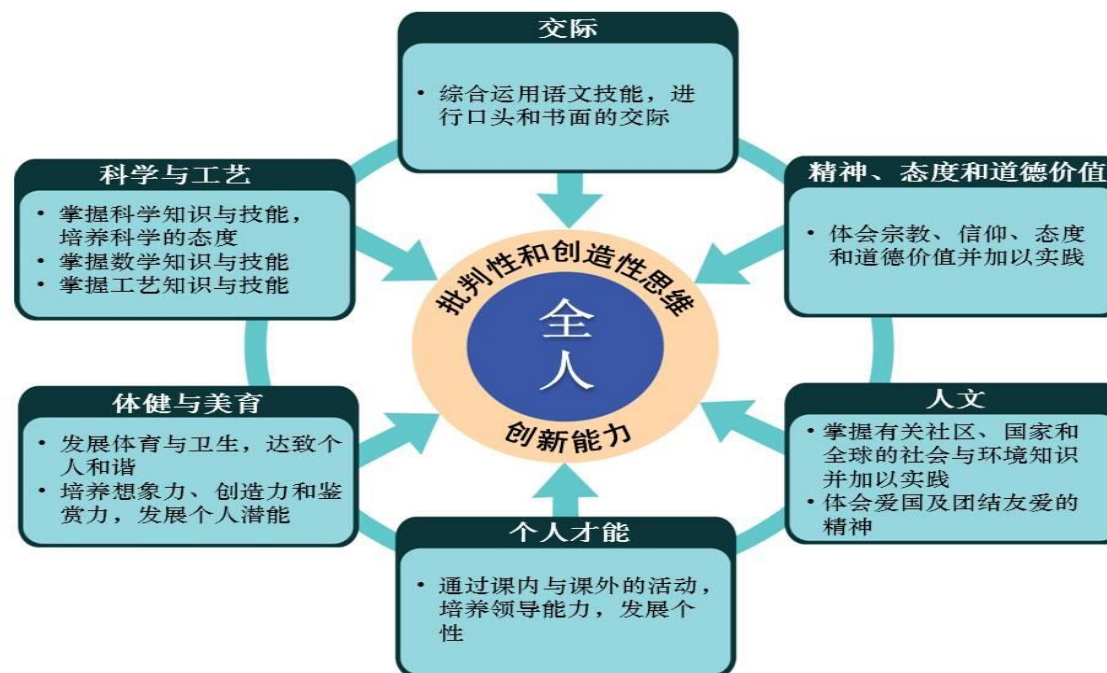 交际
• 综合运用语文技能，进
行口头和书面的交际
科学与工艺
• 掌握科学知识与技能，
培养科学的态度
• 掌握数学知识与技能
• 掌握工艺知识与技能
精神、态度和道德价值
• 体会宗教、信仰、态度
和道德价值并加以实践
批判性和创造性思维
全
人
创新能力
体健与美育
• 发展体育与卫生，达致个
人和谐
• 培养想象力、创造力和鉴
赏力，发展个人潜能
人文
• 掌握有关社区、国家和
全球的社会与环境知识
并加以实践
• 体会爱国及团结友爱的
精神
个人才能
• 通过课内与课外的活动，
培养领导能力，发展个
性